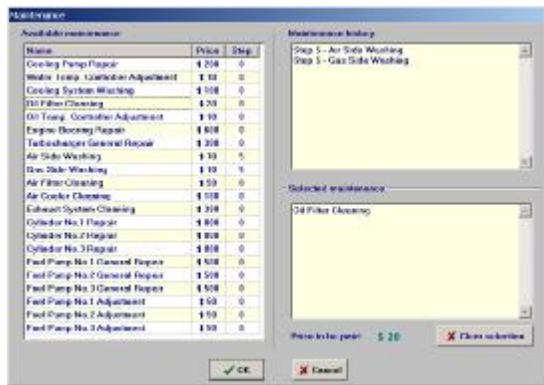 Maintenance
Available maintenance
Name Price Step
Cooling Pump Repair $ 200 0
Water Temp. Controller Adjustment $ 10 0
Cooling System Washing $ 100 0
Oil Filter Cleaning $ 20 0
Oil Temp. Controller Adjustment $ 10 0
Engine Bearing Repair $ 600 0
Turbocharger General Repair $ 300 0
Air Side Washing $ 10 5
Gas Side Washing $ 10 5
Air Filter Cleaning $ 50 0
Air Cooler Cleaning $ 100 0
Exhaust System Cleaning 0
Cylinder No.1 Repair $ 800 0
Cylinder No.2 Repair $ 800 0
Cylinder No.3 Repair $ 800 0
Fuel Pump No.1 General Repair $ 500 0
Fuel Pump No.2 General Repair $ 500 0
Fuel Pump No.3 General Repair $ 500 0
Fuel Pump No.1 Adjustment $ 50 0
Fuel Pump No.2 Adjustment $ 50 0
Fuel Pump No.3 Adjustment $ 50 0
Maintenance history
Step 5 - Air Side Washing
Step 5 - Gas Side Washing
Selected maintenance
Oil Filter Cleaning
Price to be paid: $ 20
Clear selection
OK
Cancel